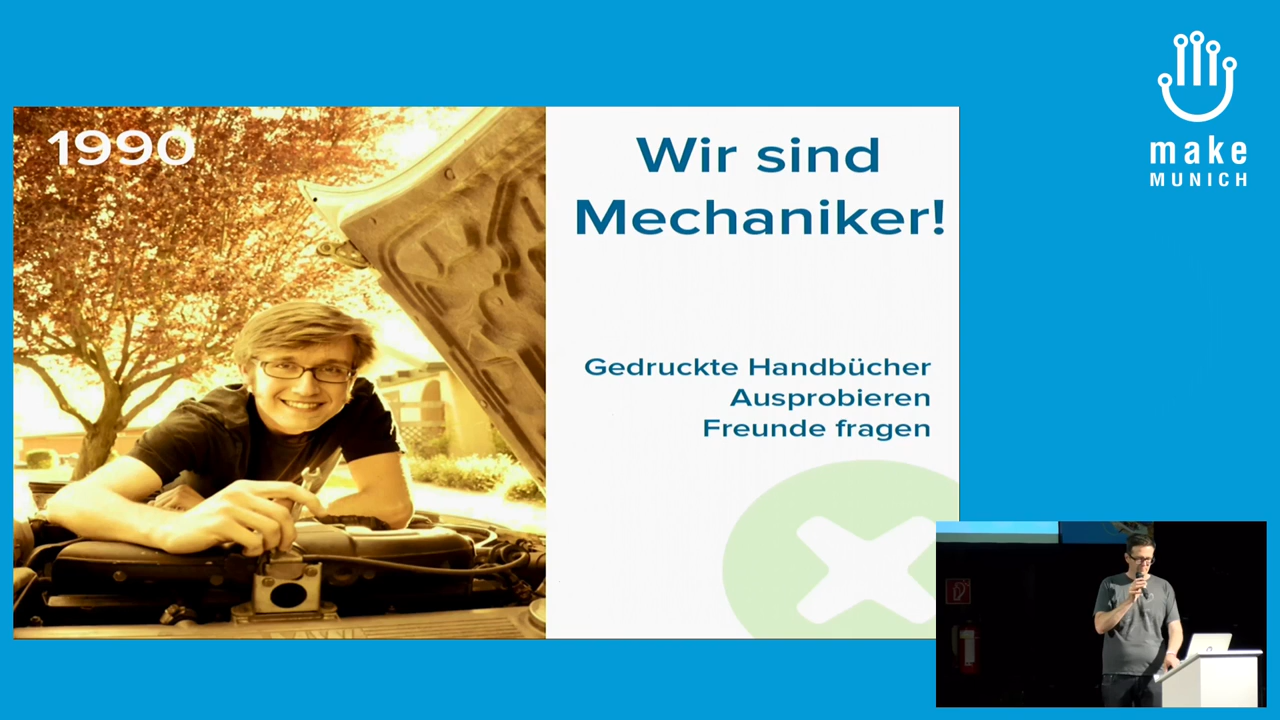 1990
Wir sind
Mechaniker!
Gedruckte Handbücher
Ausprobieren
Freunde fragen
make
MUNICH